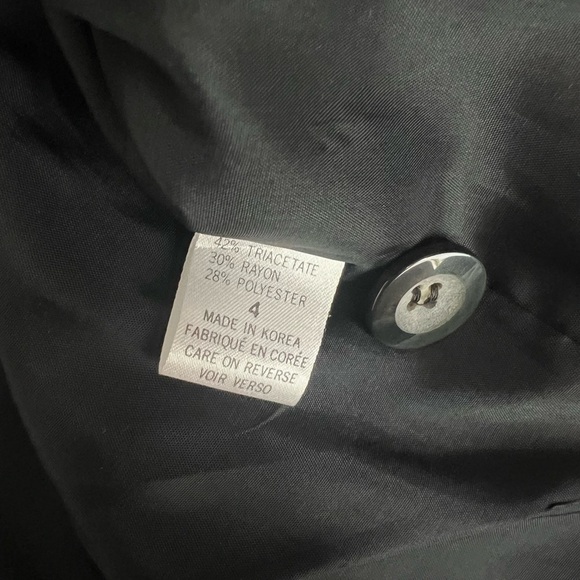 42% TRIACETATE
30% RAYON
28% POLYESTER
4
MADE IN KOREA
FABRIQUÉ EN CORÉE
CARE ON REVERSE
VOIR VERSO